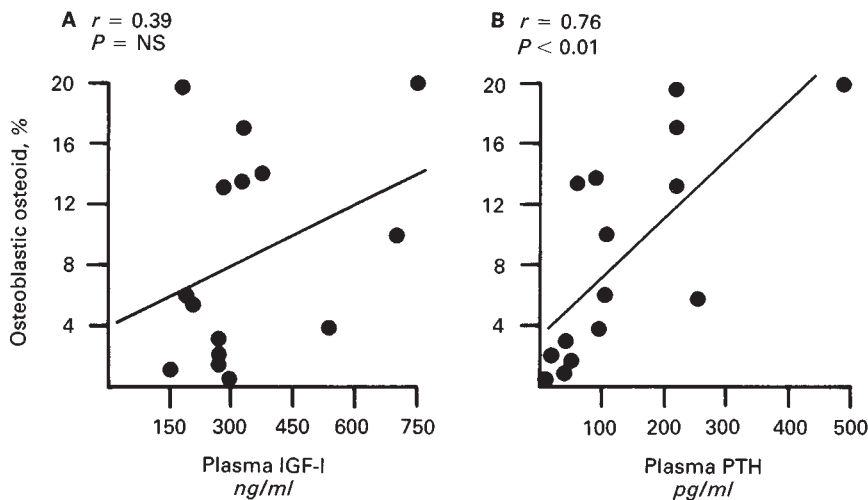 A r = 0.39
P = NS
B r = 0.76
P < 0.01
Osteoblastic osteoid, %
20
16
12
8
4
150 300 450 600 750
Plasma IGF-I
ng/ml
20
16
12
8
4
100 200 300 400 500
Plasma PTH
pg/ml